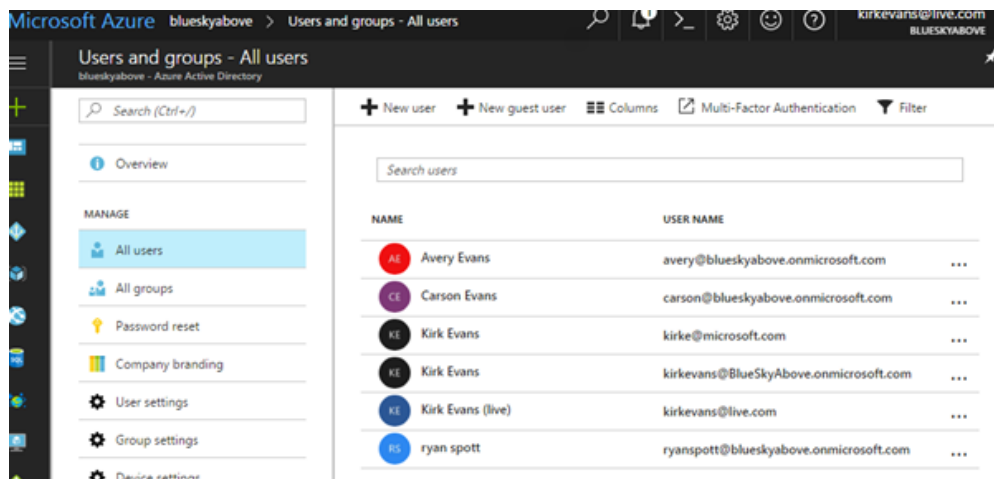 Microsoft Azure blueskyabove > Users and groups - All users
kirkevans@live.com
BLUESKYABOVE
Users and groups - All users
blueskyabove - Azure Active Directory
Search (Ctrl+/)
Overview
MANAGE
All users
All groups
Password reset
Company branding
User settings
Group settings
Device settings
New user New guest user Columns Multi-Factor Authentication Filter
Search users
NAME USER NAME
AE Avery Evans avery@blueskyabove.onmicrosoft.com ...
CE Carson Evans carson@blueskyabove.onmicrosoft.com ...
KE Kirk Evans kirke@microsoft.com ...
KE Kirk Evans kirkevans@BlueSkyAbove.onmicrosoft.com ...
KE Kirk Evans (live) kirkevans@live.com ...
RS ryan spott ryanspott@blueskyabove.onmicrosoft.com ...